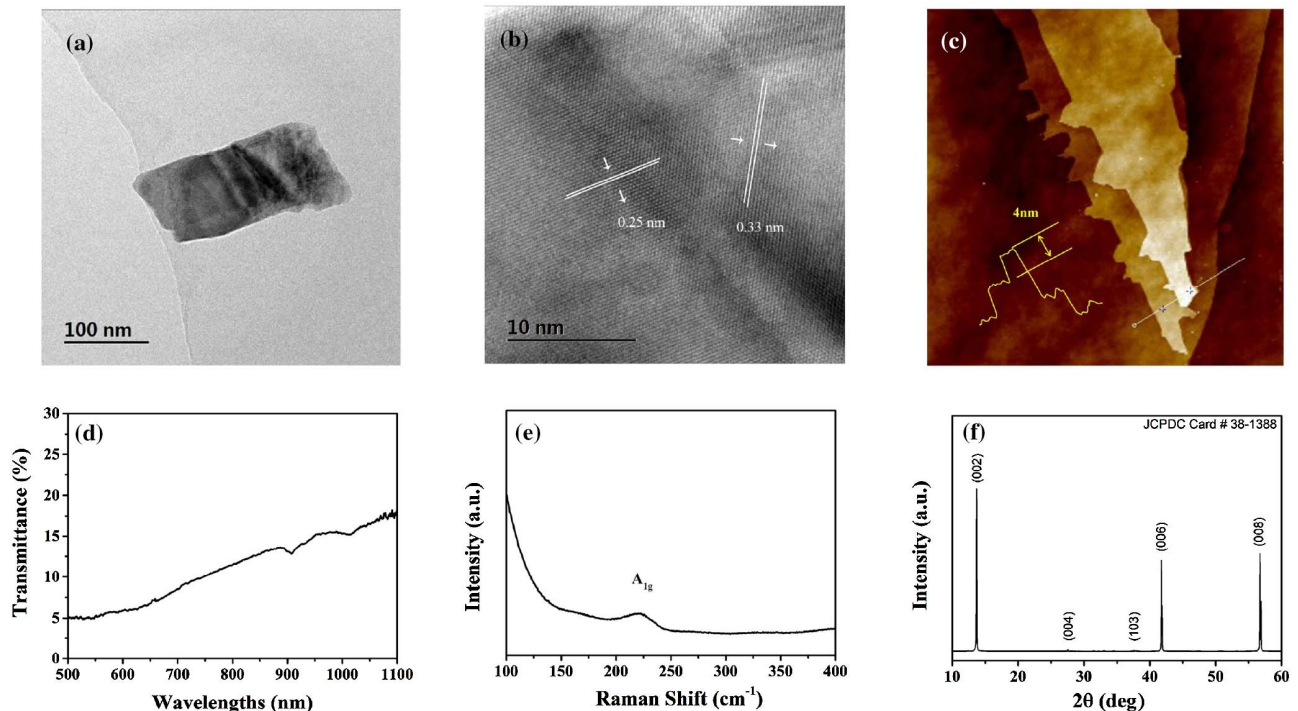 (a)
100 nm
(b)
0.25 nm
0.33 nm
10 nm
(c)
4nm
(d)
30
25
20
15
10
5
0
Transmittance (%)
500 600 700 800 900 1000 1100
Wavelengths (nm)
(e)
A1g
Intensity (a.u.)
100 150 200 250 300 350 400
Raman Shift (cm-1)
(f)
JCPDC Card # 38-1388
(002)
(004)
(103)
(006)
(008)
Intensity (a.u.)
10 20 30 40 50 60
2θ (deg)